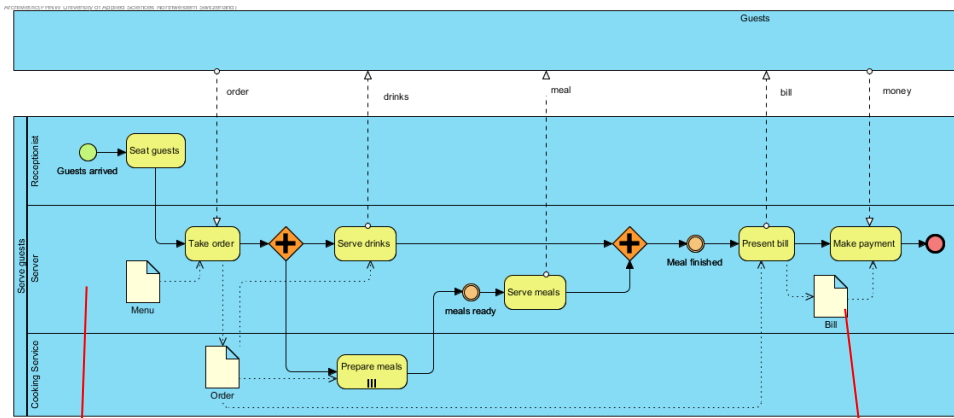 Guests
order
drinks
meal
bill
money
Serve guests
Receptionist
Guests arrived
Seat guests
Server
Take order
Serve drinks
Meal finished
Present bill
Make payment
Menu
meals ready
Serve meals
Bill
Cooking Service
Order
Prepare meals